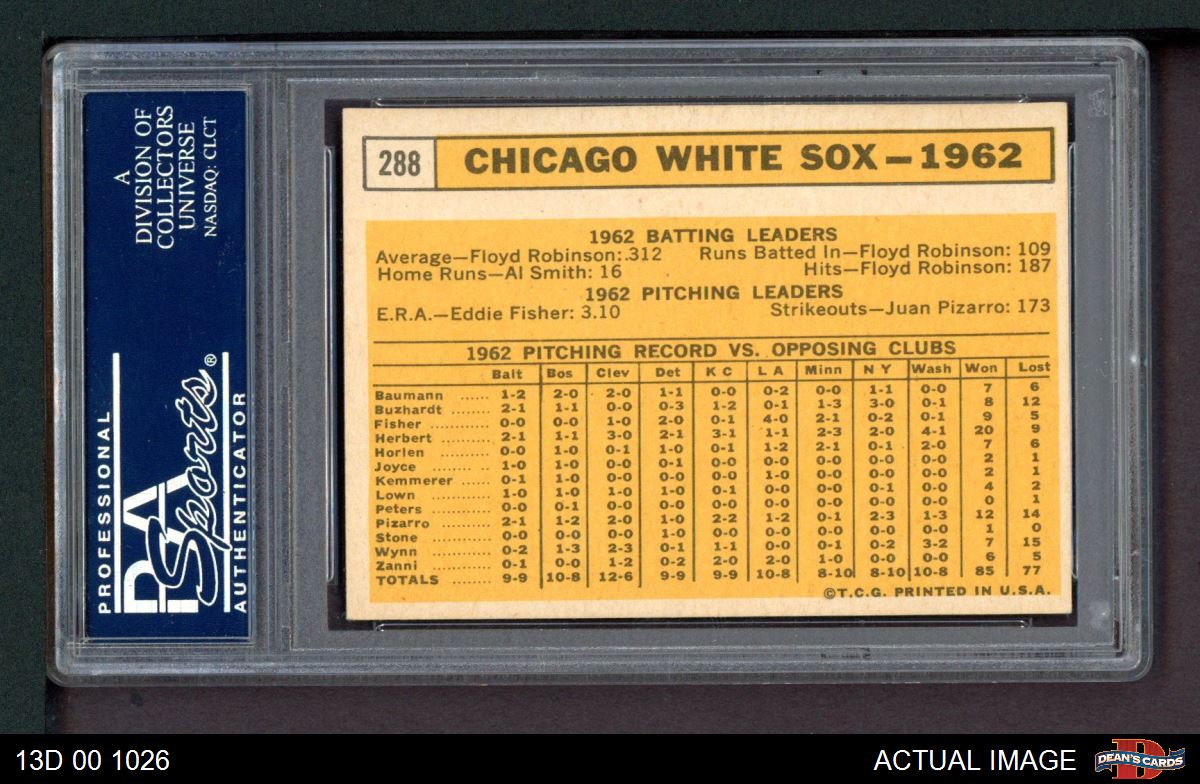 A
DIVISION OF
COLLECTORS
UNIVERSE
NASDAQ: CLCT
PROFESSIONAL
PSA
Sports®
AUTHENTICATOR
288 CHICAGO WHITE SOX—1962
1962 BATTING LEADERS
Average—Floyd Robinson: .312 Runs Batted In—Floyd Robinson: 109
Home Runs—Al Smith: 16 Hits—Floyd Robinson: 187
1962 PITCHING LEADERS
E.R.A.—Eddie Fisher: 3.10 Strikeouts—Juan Pizarro: 173
1962 PITCHING RECORD VS. OPPOSING CLUBS
Balt Bos Clev Det K C L A Minn N Y Wash Won Lost
Baumann ...... 1-2 2-0 2-0 1-1 0-0 0-2 0-0 1-1 0-0 7 6
Buzhardt ........ 2-1 1-1 0-0 0-3 1-2 0-1 1-3 3-0 0-1 8 12
Fisher ............ 0-0 0-0 1-0 2-0 0-1 4-0 2-1 0-2 0-1 9 5
Herbert .......... 2-1 1-1 3-0 2-1 3-1 1-1 2-3 2-0 4-1 20 9
Horlen ............ 0-0 1-0 0-1 1-0 0-1 1-2 2-1 0-1 2-0 7 6
Joyce ........ .. 1-0 1-0 0-0 0-1 0-0 0-0 0-0 0-0 0-0 2 1
Kemmerer ...... 0-1 1-0 0-0 1-0 0-0 0-0 0-0 0-0 0-0 2 1
Lown .............. 1-0 1-0 0-0 1-0 0-1 0-0 0-0 0-1 1-0 4 2
Peters ............ 0-0 0-1 0-0 0-0 0-0 0-0 0-0 0-0 0-0 0 1
Pizarro .......... 2-1 1-2 2-0 1-0 2-2 1-2 0-1 2-3 1-3 12 14
Stone .............. 0-0 0-0 0-0 1-0 0-0 0-0 0-0 0-0 0-0 1 0
Wynn .............. 0-2 1-3 2-3 0-1 1-1 0-0 0-1 0-2 3-2 7 15
Zanni .............. 0-1 0-0 1-2 0-2 2-0 2-0 1-0 0-0 0-0 6 5
TOTALS ........ 9-9 10-8 12-6 9-9 9-9 10-8 8-10 8-10 10-8 85 77
©T.C.G. PRINTED IN U.S.A.
13D 00 1026 ACTUAL IMAGE DEAN'S CARDS